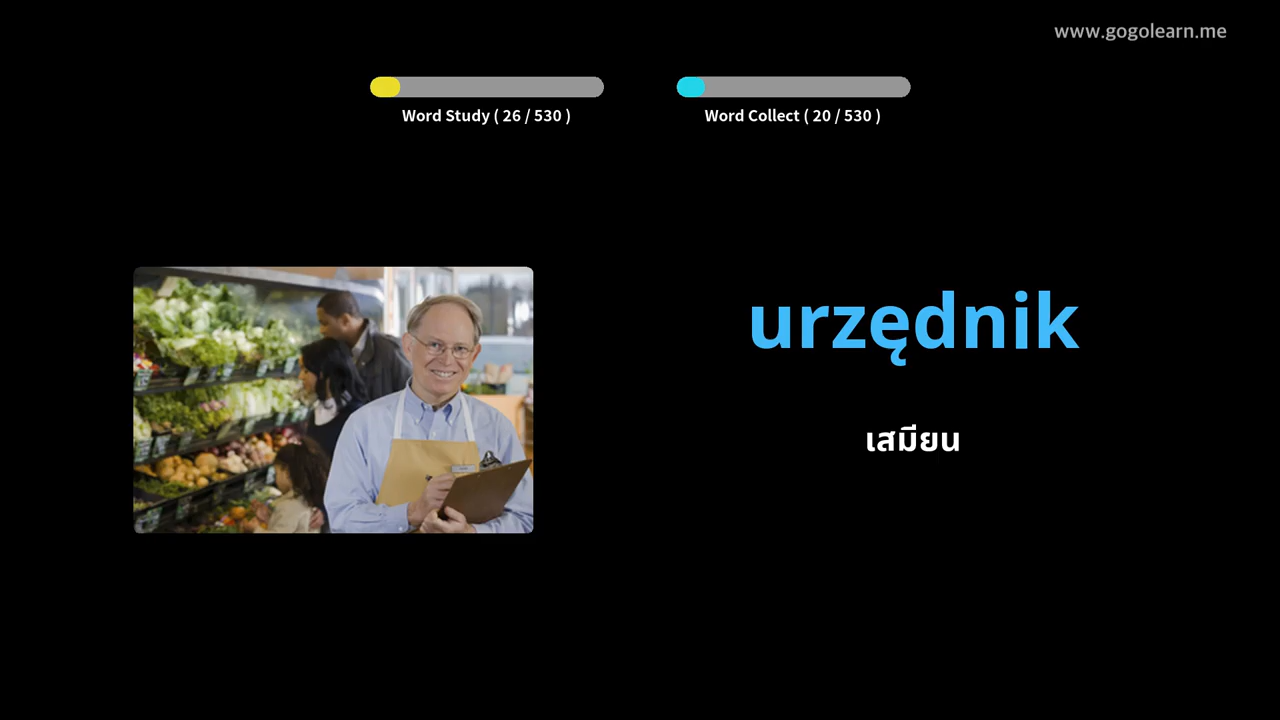 www.gogolearn.me
Word Study ( 26 / 530 )
Word Collect ( 20 / 530 )
urzędnik
เสมียน